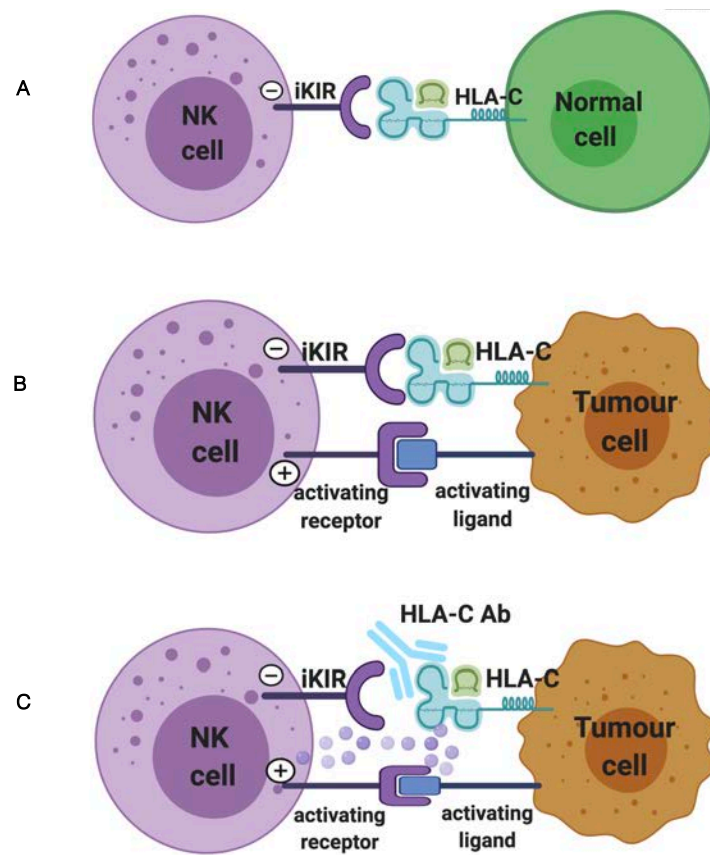 A
NK
cell
−
iKIR
HLA-C
Normal
cell
B
NK
cell
−
iKIR
HLA-C
Tumour
cell
+
activating
receptor
activating
ligand
HLA-C Ab
C
NK
cell
−
iKIR
HLA-C
Tumour
cell
+
activating
receptor
activating
ligand